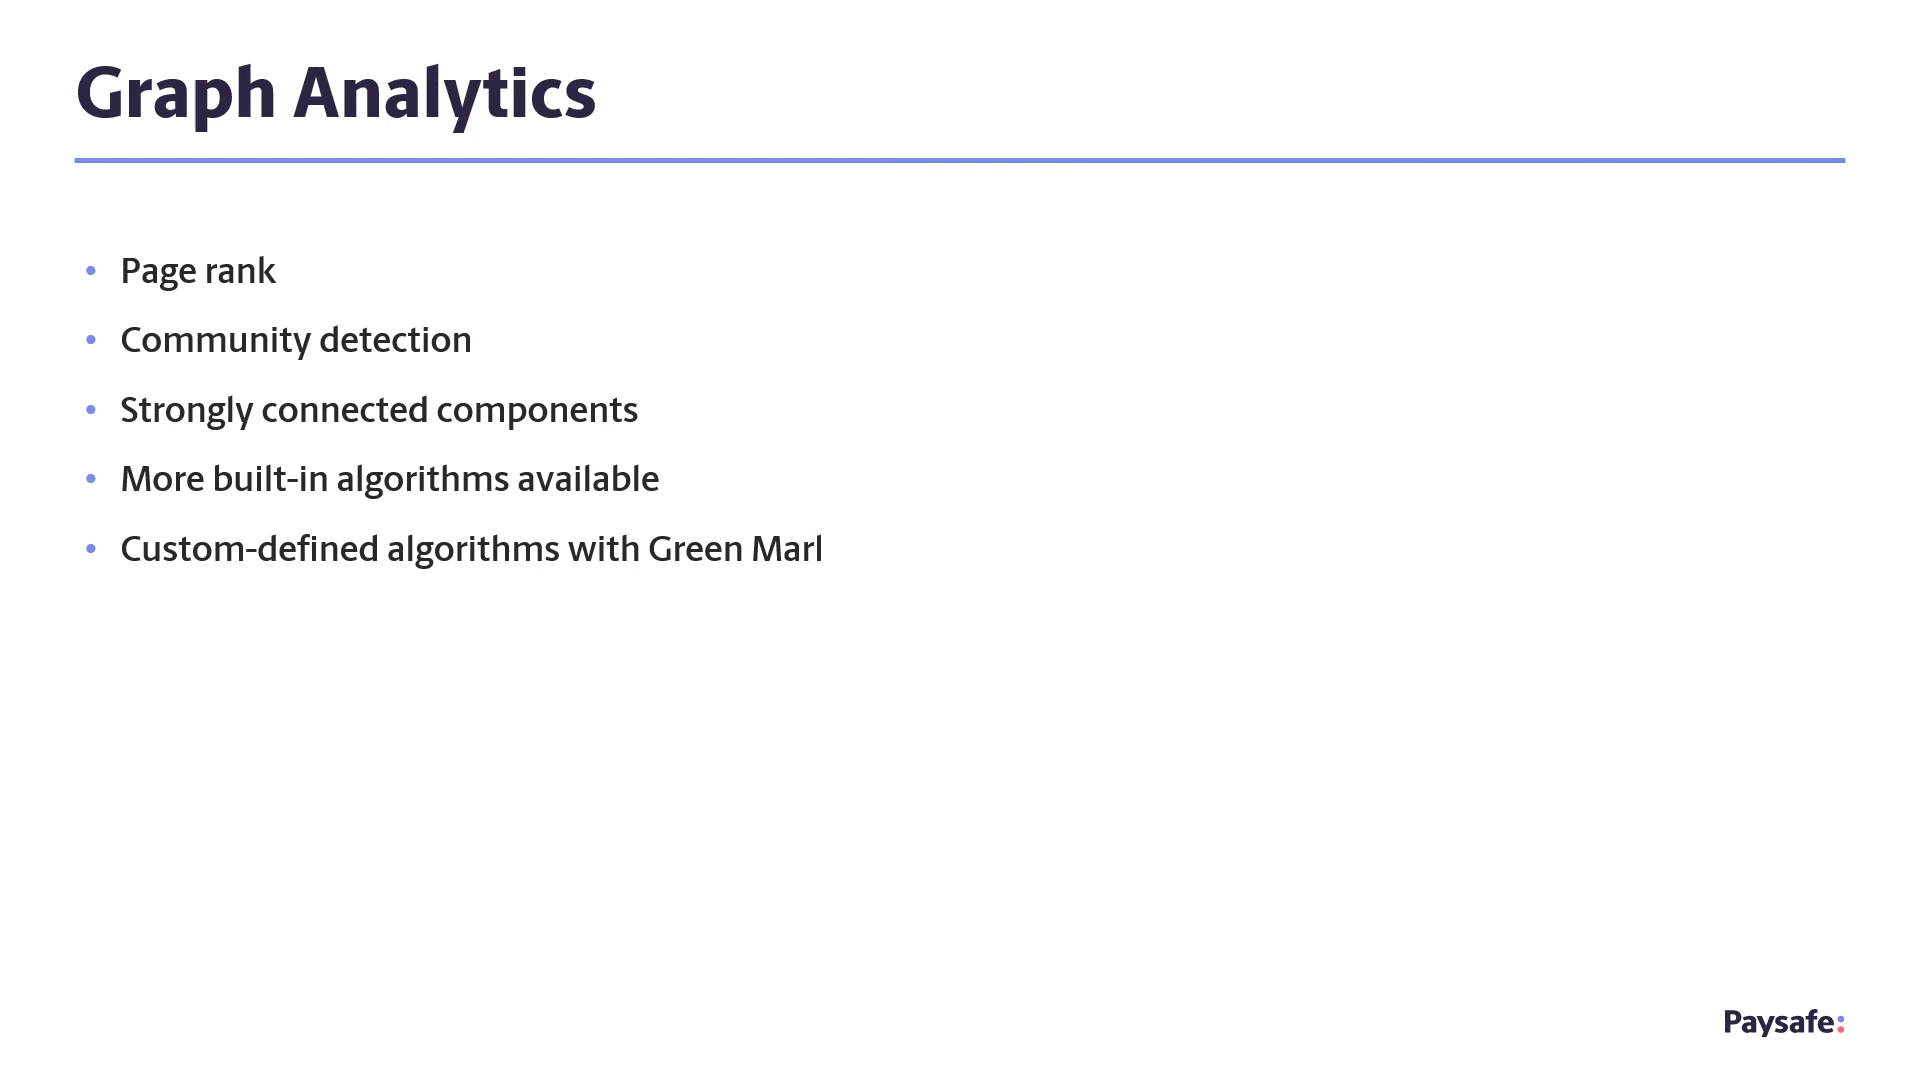 Graph Analytics
• Page rank
• Community detection
• Strongly connected components
• More built-in algorithms available
• Custom-defined algorithms with Green Marl
Paysafe: